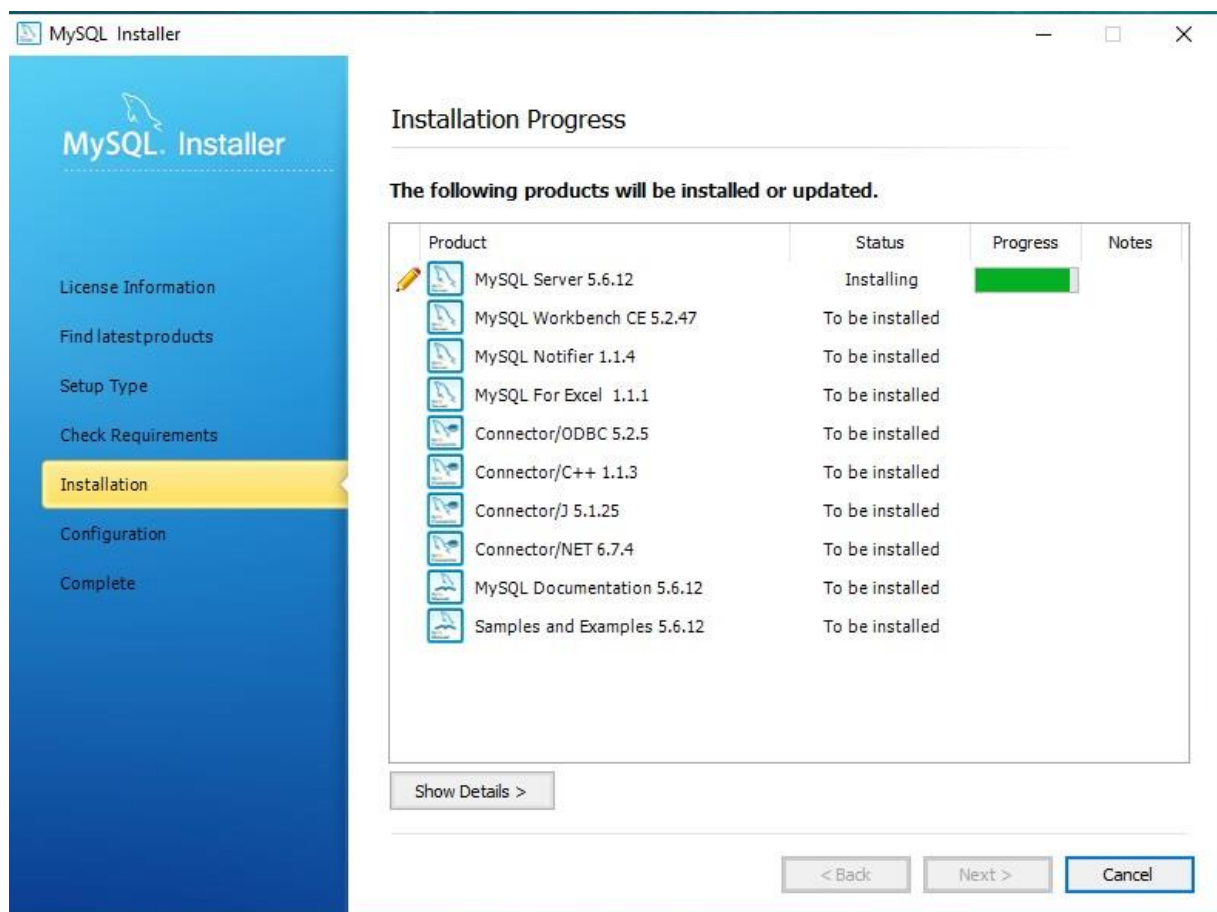 MySQL Installer
MySQL. Installer
License Information
Find latestproducts
Setup Type
Check Requirements
Installation
Configuration
Complete
Installation Progress
The following products will be installed or updated.
Product Status Progress Notes
MySQL Server 5.6.12 Installing
MySQL Workbench CE 5.2.47 To be installed
MySQL Notifier 1.1.4 To be installed
MySQL For Excel 1.1.1 To be installed
Connector/ODBC 5.2.5 To be installed
Connector/C++ 1.1.3 To be installed
Connector/J 5.1.25 To be installed
Connector/NET 6.7.4 To be installed
MySQL Documentation 5.6.12 To be installed
Samples and Examples 5.6.12 To be installed
Show Details >
< Back Next > Cancel